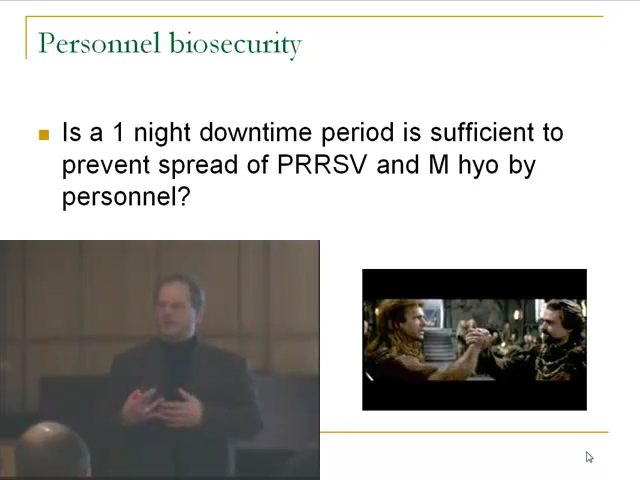 Personnel biosecurity
Is a 1 night downtime period is sufficient to
prevent spread of PRRSV and M hyo by
personnel?